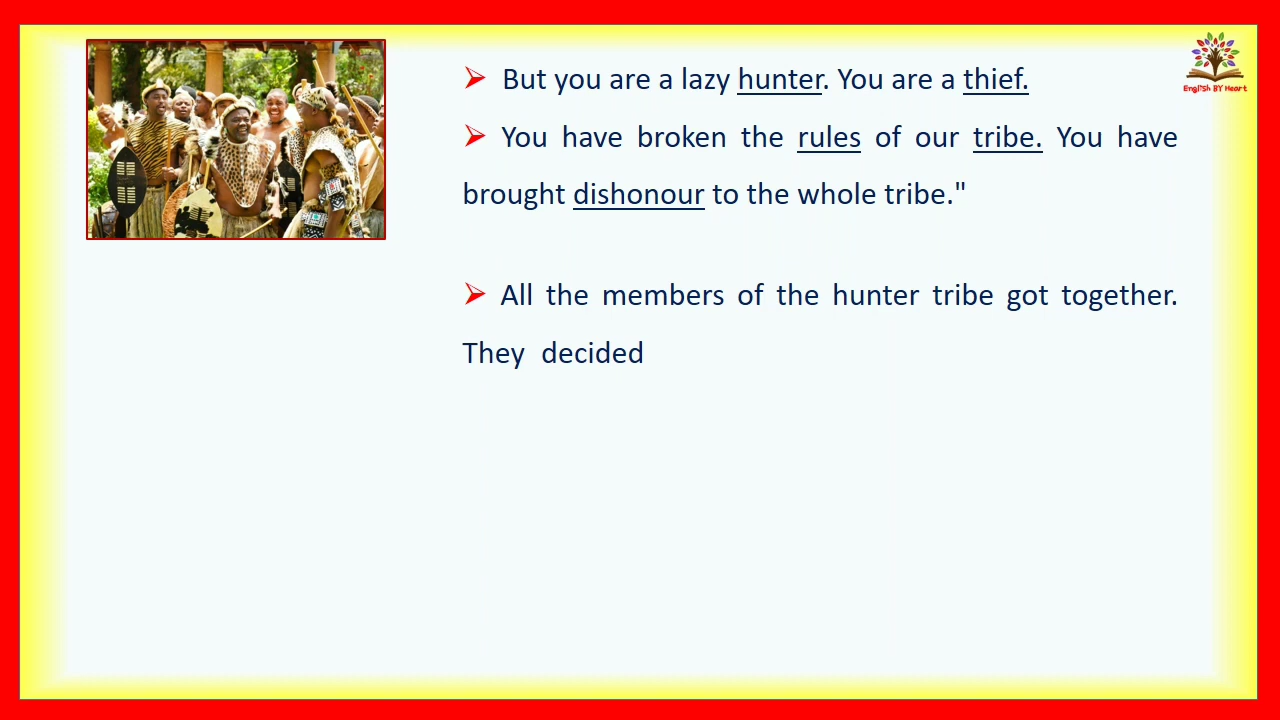 But you are a lazy hunter. You are a thief.
You have broken the rules of our tribe. You have
brought dishonour to the whole tribe."
All the members of the hunter tribe got together.
They decided
English BY Heart